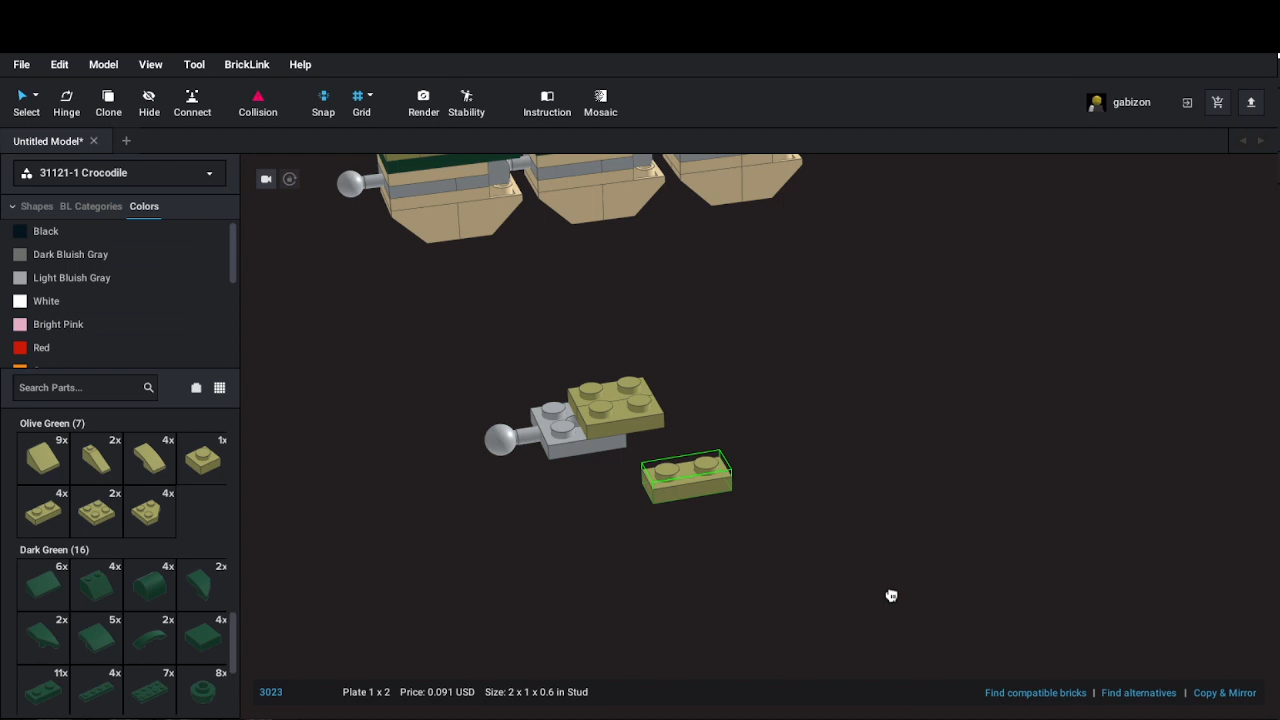 File Edit Model View Tool BrickLink Help
Select Hinge Clone Hide Connect Collision Snap Grid Render Stability Instruction Mosaic gabizon
Untitled Model*
31121-1 Crocodile
Shapes BL Categories Colors
Black
Dark Bluish Gray
Light Bluish Gray
White
Bright Pink
Red
Search Parts...
Olive Green (7)
9x 2x 4x 1x
4x 2x 4x
Dark Green (16)
6x 4x 4x 2x
2x 5x 2x 4x
11x 4x 7x 8x
3023 Plate 1 x 2 Price: 0.091 USD Size: 2 x 1 x 0.6 in Stud Find compatible bricks | Find alternatives | Copy & Mirror